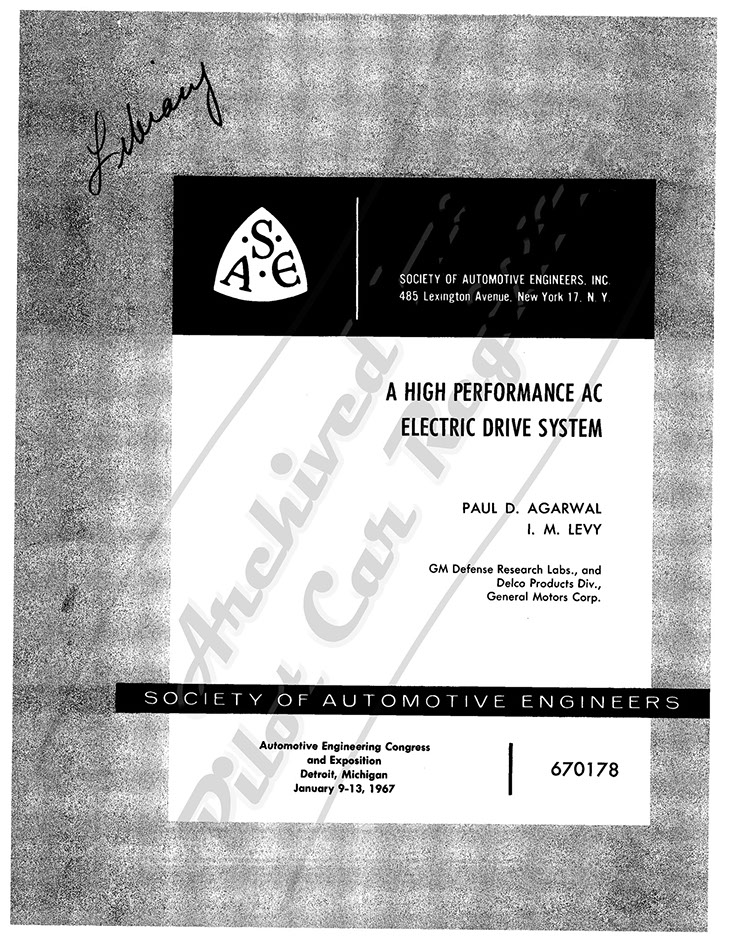 Library
S
A E
SOCIETY OF AUTOMOTIVE ENGINEERS, INC.
485 Lexington Avenue, New York 17, N. Y.
A HIGH PERFORMANCE AC
ELECTRIC DRIVE SYSTEM
PAUL D. AGARWAL
I. M. LEVY
GM Defense Research Labs., and
Delco Products Div.,
General Motors Corp.
Archived
Pilot Car Registry
SOCIETY OF AUTOMOTIVE ENGINEERS
Automotive Engineering Congress
and Exposition
Detroit, Michigan
January 9-13, 1967
670178